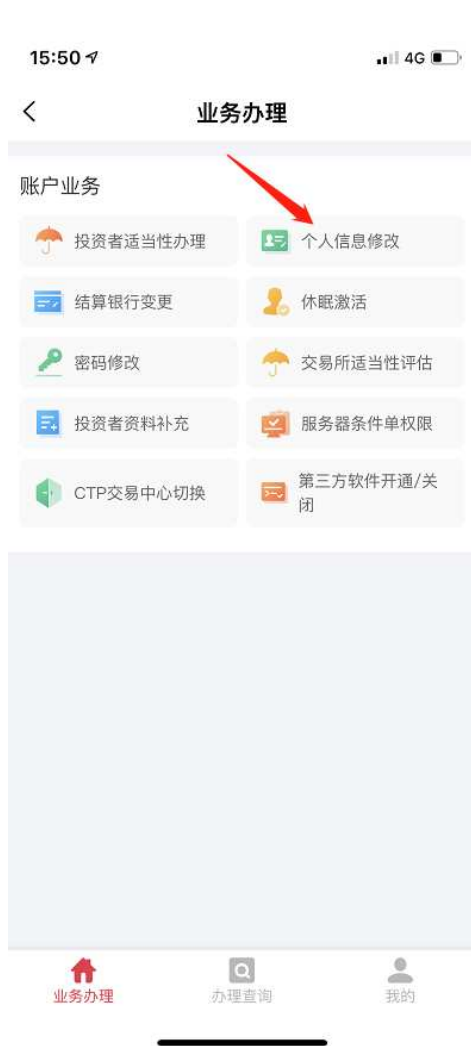 15:50
4G
业务办理
账户业务
投资者适当性办理
个人信息修改
结算银行变更
休眠激活
密码修改
交易所适当性评估
投资者资料补充
服务器条件单权限
CTP交易中心切换
第三方软件开通/关
闭
业务办理
办理查询
我的